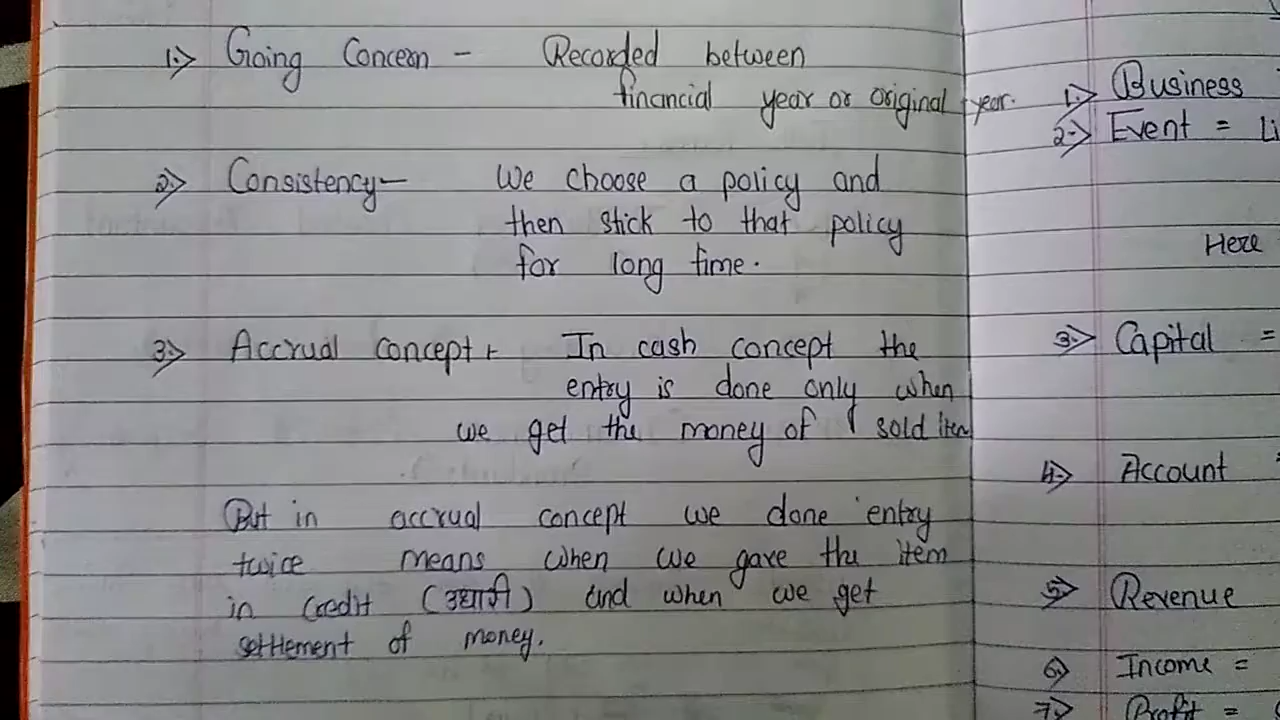 1.> Going Concern - Recorded between
financial year or original year.
2.> Consistency - We choose a policy and
then stick to that policy
for long time.
3.> Accrual concept - In cash concept the
entry is done only when
we get the money of sold item
But in accrual concept we done entry
twice means when we gave the item
in credit (उधारी) and when we get
settlement of money.
1.> Business
2.> Event = Li
Here
3.> Capital =
4.> Account
5.> Revenue
6.> Income =
7.> Profit =